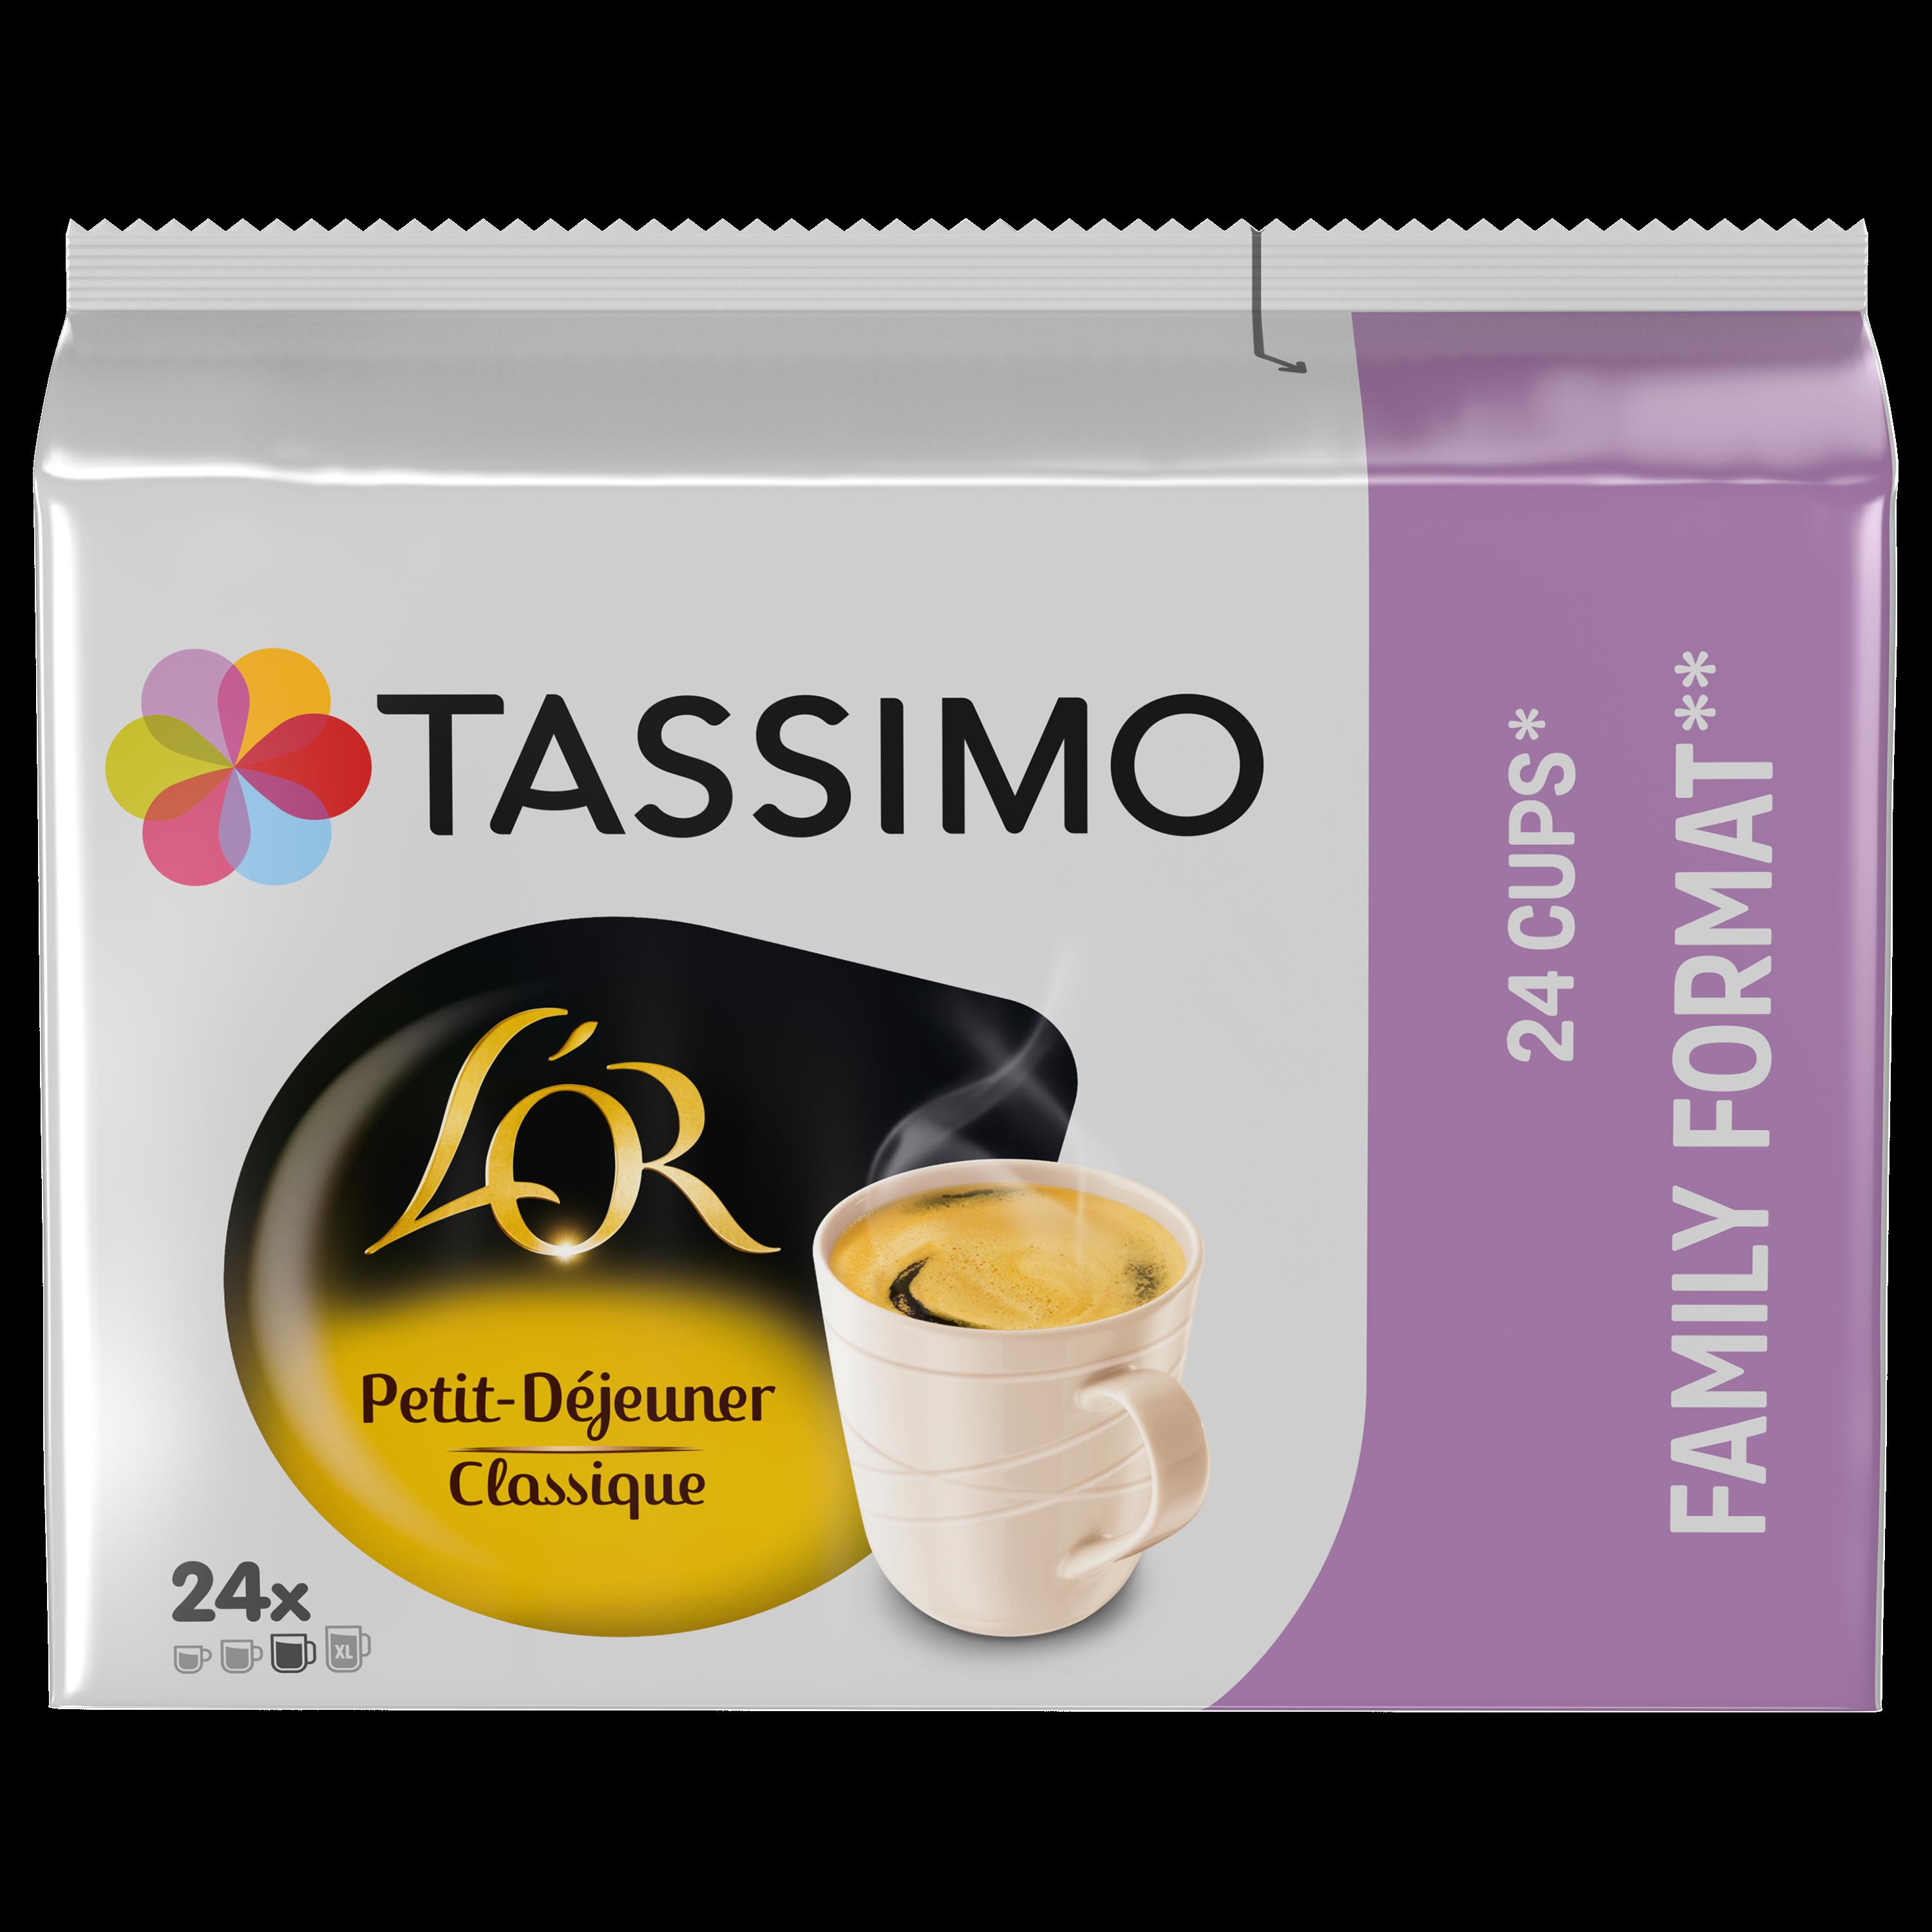 TASSIMO
L'OR
Petit-Déjeuner
Classique
24x
XL
24 CUPS*
FAMILY FORMAT**